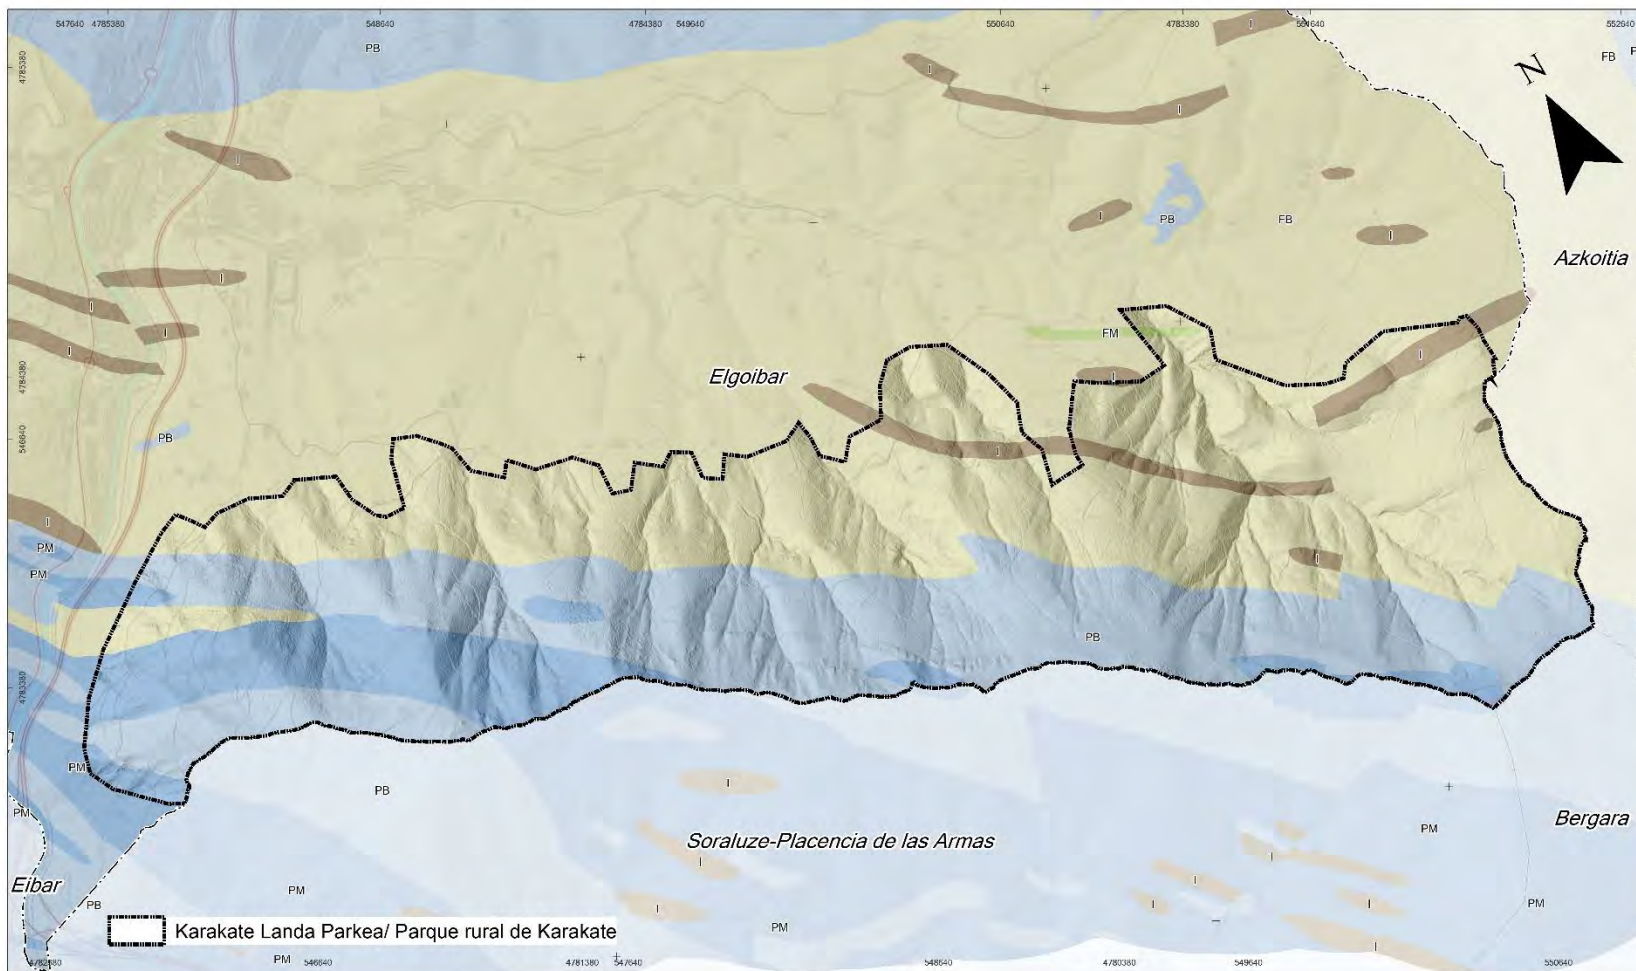 547640 4785380 548640 4784380 549640 550640 4783380 551640 552640
PB
I
FB
4785380
I
N
I
I
I
I
PB
FB
I
Azkoitia
I
I
I
I
I
FM
I
4784380
Elgoibar
I
PB
546640
I
I
PM
I
PM
PB
4783380
PM
I
PB
PM
PM
Bergara
Soraluze-Placencia de las Armas
I
I
Eibar
PM
I
I
PM
PB
I
PM
Karakate Landa Parkea/ Parque rural de Karakate
I
PM
546640 4781380 547640 548640 4780380 549640 550640